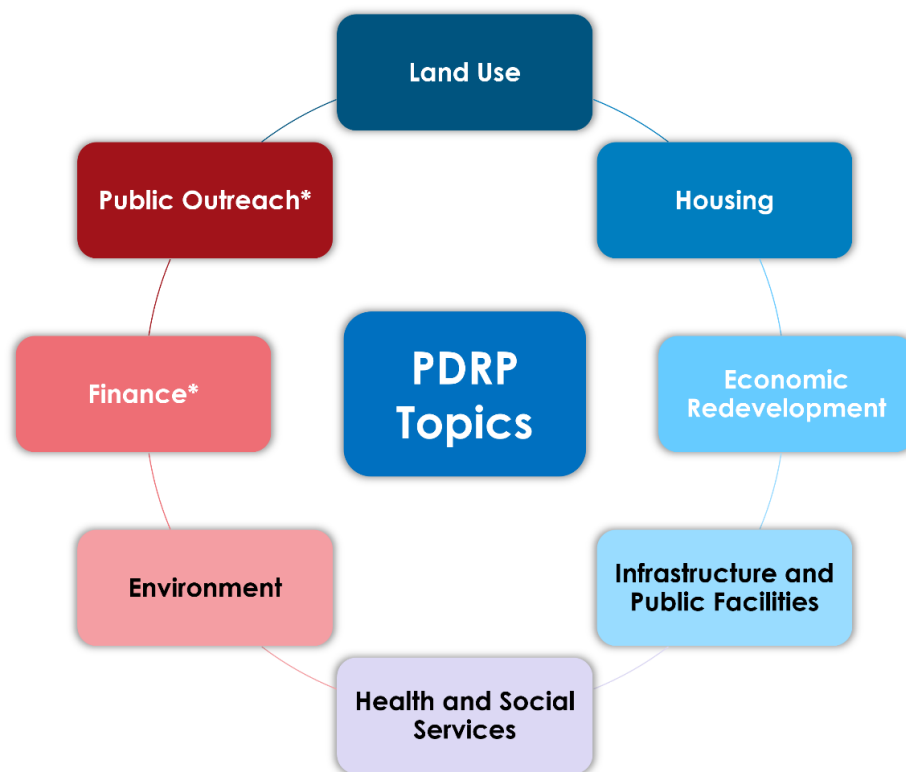 Land Use
Public Outreach*
Housing
PDRP
Topics
Finance*
Economic
Redevelopment
Environment
Infrastructure and
Public Facilities
Health and Social
Services